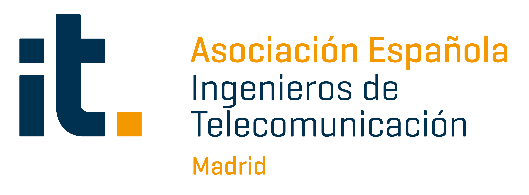 it.
Asociación Española
Ingenieros de
Telecomunicación
Madrid